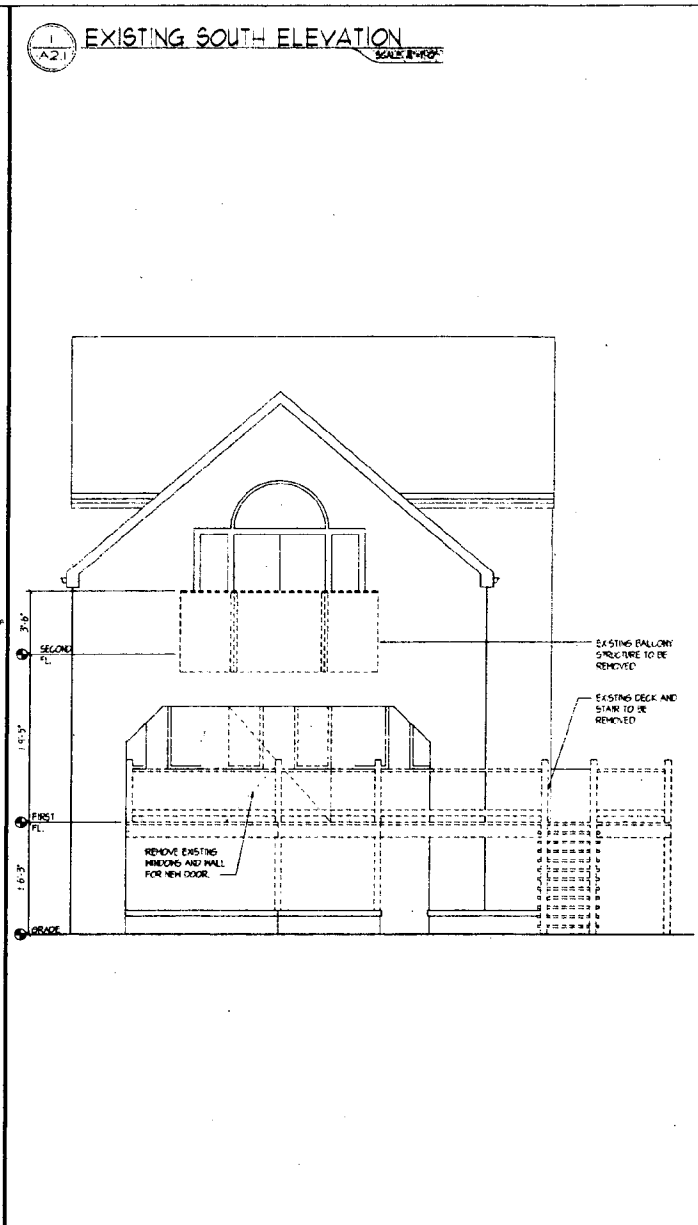 1
A2.1
EXISTING SOUTH ELEVATION
3'-6"
SECOND
FL.
EXISTING BALCONY
STRUCTURE TO BE
REMOVED
EXISTING DECK AND
STAIR TO BE
REMOVED
FIRST
FL.
REMOVE EXISTING
WINDOWS AND WALL
FOR NEW DOOR.
GRADE